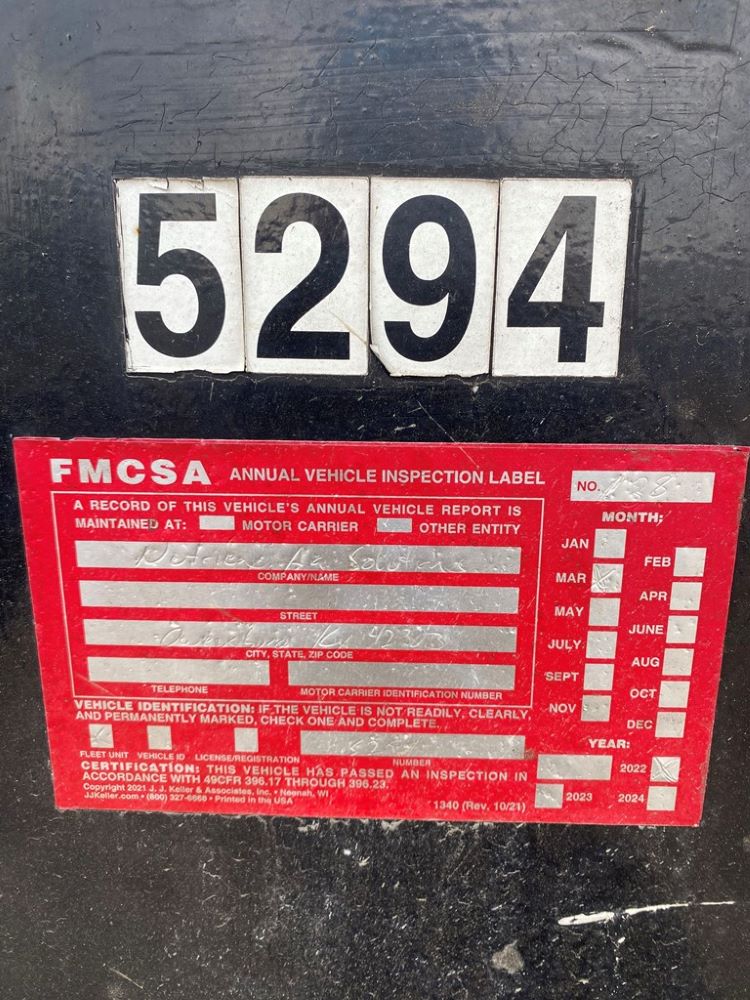 5294
FMCSA ANNUAL VEHICLE INSPECTION LABEL
NO.
A RECORD OF THIS VEHICLE'S ANNUAL VEHICLE REPORT IS
MAINTAINED AT: MOTOR CARRIER OTHER ENTITY
Nutrien Ag Solutions
COMPANY/NAME
STREET
Ky 42303
CITY, STATE, ZIP CODE
TELEPHONE MOTOR CARRIER IDENTIFICATION NUMBER
MONTH:
JAN FEB
MAR APR
MAY JUNE
JULY AUG
SEPT OCT
NOV DEC
VEHICLE IDENTIFICATION: IF THE VEHICLE IS NOT READILY, CLEARLY,
AND PERMANENTLY MARKED, CHECK ONE AND COMPLETE
FLEET UNIT VEHICLE ID LICENSE/REGISTRATION NUMBER
YEAR:
2022
2023 2024
CERTIFICATION: THIS VEHICLE HAS PASSED AN INSPECTION IN
ACCORDANCE WITH 49CFR 396.17 THROUGH 396.23.
Copyright 2021 J. J. Keller & Associates, Inc. • Neenah, WI
JJKeller.com • (800) 327-6868 • Printed in the USA
1340 (Rev. 10/21)